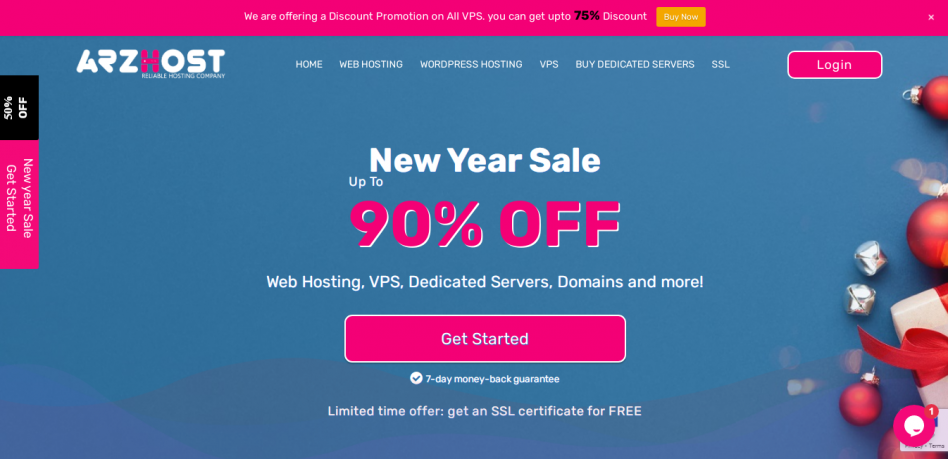 We are offering a Discount Promotion on All VPS. you can get upto 75% Discount
Buy Now
×
ARZHOST
RELIABLE HOSTING COMPANY
HOME
WEB HOSTING
WORDPRESS HOSTING
VPS
BUY DEDICATED SERVERS
SSL
Login
50%
OFF
New year Sale
Get Started
New Year Sale
Up To
90% OFF
Web Hosting, VPS, Dedicated Servers, Domains and more!
Get Started
7-day money-back guarantee
Limited time offer: get an SSL certificate for FREE
1
- Terms